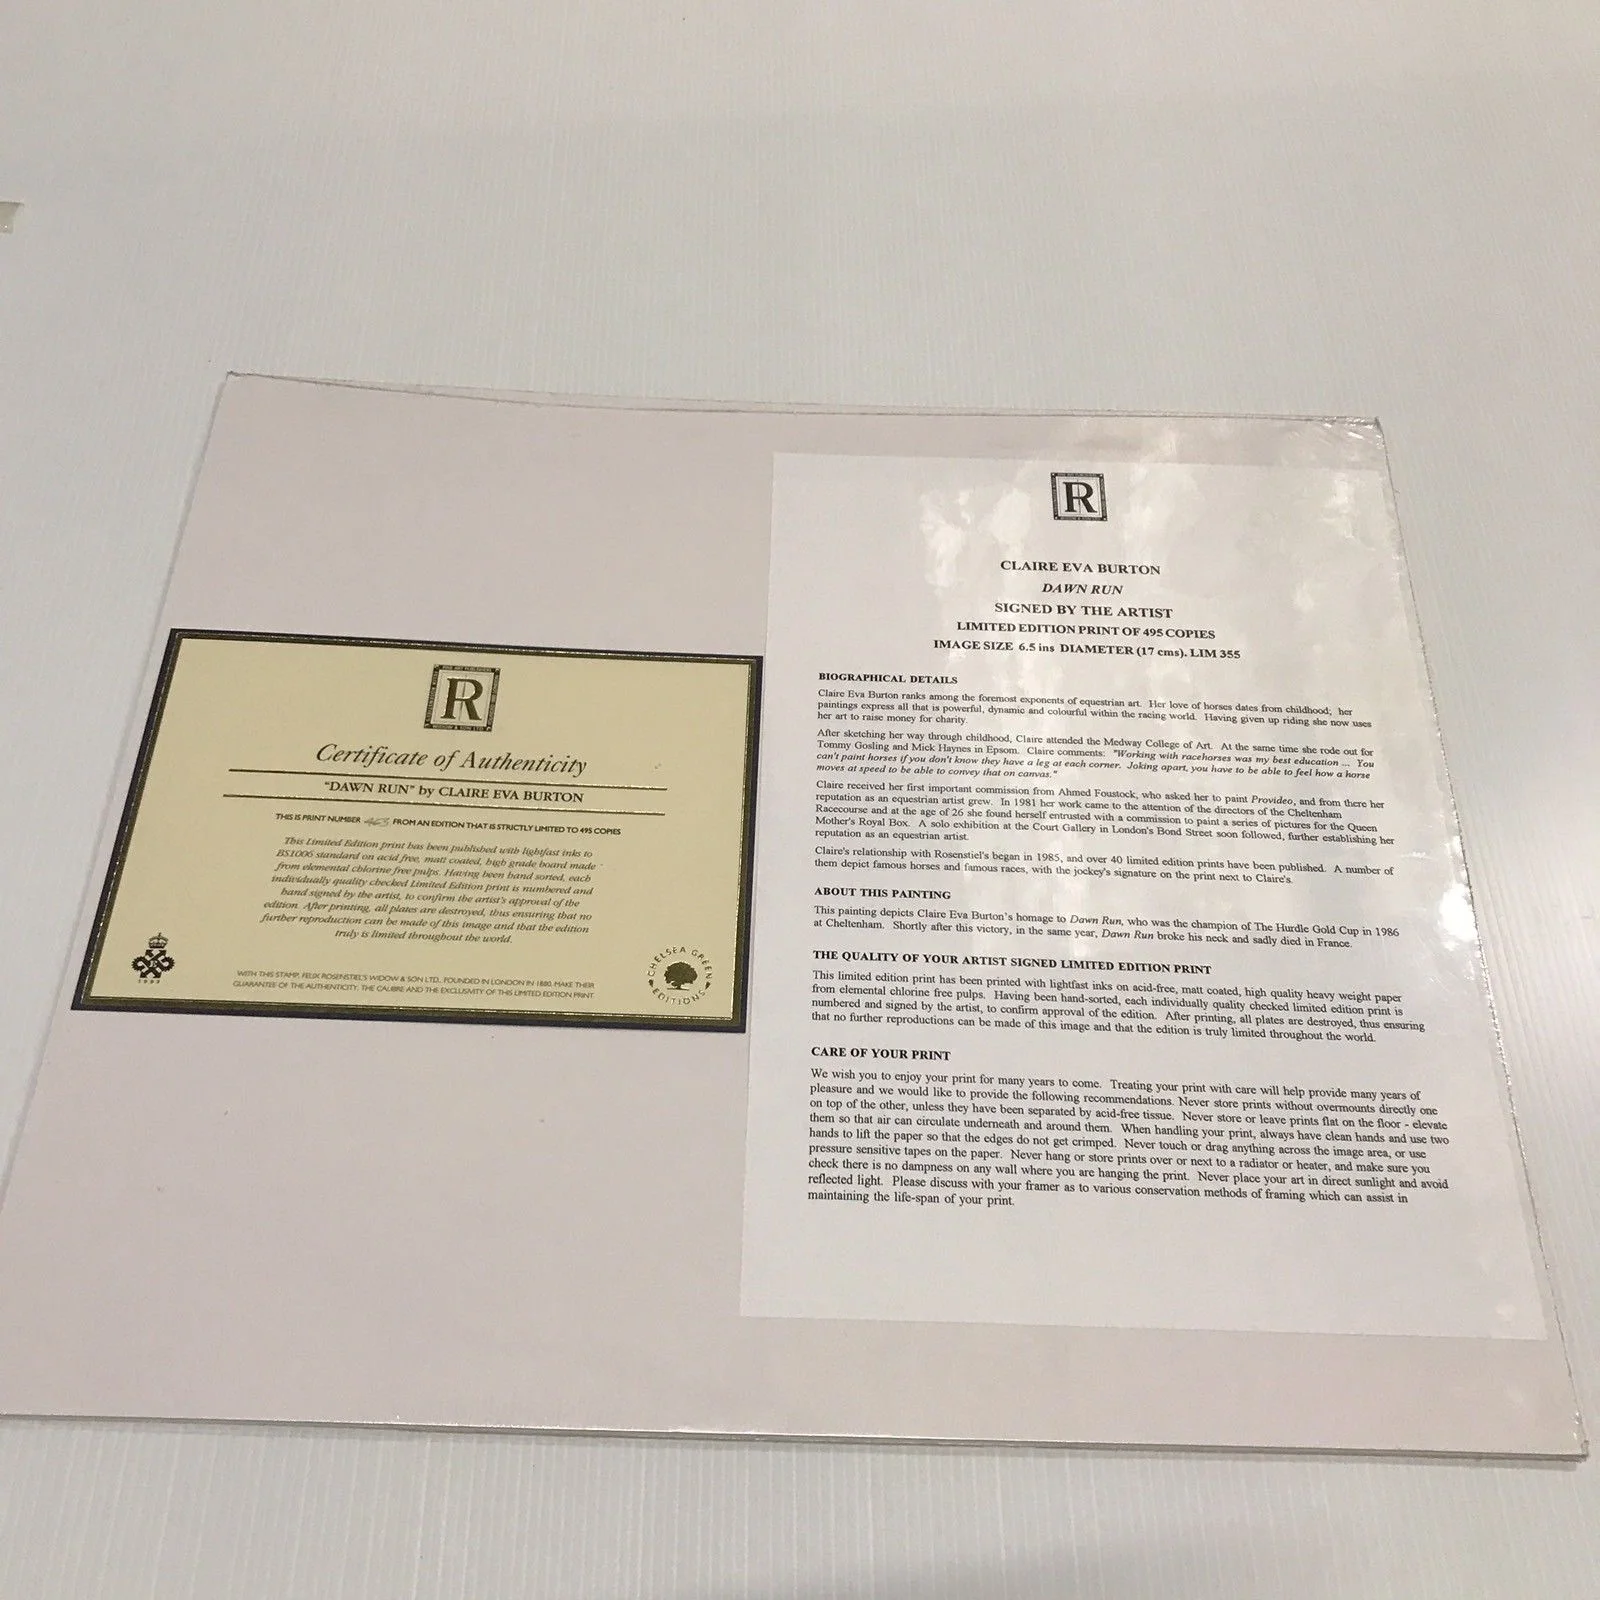 R
Certificate of Authenticity
"DAWN RUN" by CLAIRE EVA BURTON
THIS IS PRINT NUMBER 463 FROM AN EDITION THAT IS STRICTLY LIMITED TO 495 COPIES
This Limited Edition print has been published with lightfast inks to
BS1006 standard on acid free, matt coated, high grade board made
from elemental chlorine free pulps. Having been hand sorted, each
individually quality checked Limited Edition print is numbered and
hand signed by the artist, to confirm the artist's approval of the
edition. After printing, all plates are destroyed, thus ensuring that no
further reproduction can be made of this image and that the edition
truly is limited throughout the world.
WITH THIS STAMP, FELIX ROSENSTIEL'S WIDOW & SON LTD., FOUNDED IN LONDON IN 1880, MAKE THEIR
GUARANTEE OF THE AUTHENTICITY, THE CALIBRE AND THE EXCLUSIVITY OF THIS LIMITED EDITION PRINT
CHELSEA GREEN
EDITIONS
R
CLAIRE EVA BURTON
DAWN RUN
SIGNED BY THE ARTIST
LIMITED EDITION PRINT OF 495 COPIES
IMAGE SIZE 6.5 ins DIAMETER (17 cms). LIM 355
BIOGRAPHICAL DETAILS
Claire Eva Burton ranks among the foremost exponents of equestrian art. Her love of horses dates from childhood; her
paintings express all that is powerful, dynamic and colourful within the racing world. Having given up riding she now uses
her art to raise money for charity.
After sketching her way through childhood, Claire attended the Medway College of Art. At the same time she rode out for
Tommy Gosling and Mick Haynes in Epsom. Claire comments: "Working with racehorses was my best education ... You
can't paint horses if you don't know they have a leg at each corner. Joking apart, you have to be able to feel how a horse
moves at speed to be able to convey that on canvas."
Claire received her first important commission from Ahmed Foustock, who asked her to paint Provideo, and from there her
reputation as an equestrian artist grew. In 1981 her work came to the attention of the directors of the Cheltenham
Racecourse and at the age of 26 she found herself entrusted with a commission to paint a series of pictures for the Queen
Mother's Royal Box. A solo exhibition at the Court Gallery in London's Bond Street soon followed, further establishing her
reputation as an equestrian artist.
Claire's relationship with Rosenstiel's began in 1985, and over 40 limited edition prints have been published. A number of
them depict famous horses and famous races, with the jockey's signature on the print next to Claire's.
ABOUT THIS PAINTING
This painting depicts Claire Eva Burton's homage to Dawn Run, who was the champion of The Hurdle Gold Cup in 1986
at Cheltenham. Shortly after this victory, in the same year, Dawn Run broke his neck and sadly died in France.
THE QUALITY OF YOUR ARTIST SIGNED LIMITED EDITION PRINT
This limited edition print has been printed with lightfast inks on acid-free, matt coated, high quality heavy weight paper
from elemental chlorine free pulps. Having been hand-sorted, each individually quality checked limited edition print is
numbered and signed by the artist, to confirm approval of the edition. After printing, all plates are destroyed, thus ensuring
that no further reproductions can be made of this image and that the edition is truly limited throughout the world.
CARE OF YOUR PRINT
We wish you to enjoy your print for many years to come. Treating your print with care will help provide many years of
pleasure and we would like to provide the following recommendations. Never store prints without overmounts directly one
on top of the other, unless they have been separated by acid-free tissue. Never store or leave prints flat on the floor - elevate
them so that air can circulate underneath and around them. When handling your print, always have clean hands and use two
hands to lift the paper so that the edges do not get crimped. Never touch or drag anything across the image area, or use
pressure sensitive tapes on the paper. Never hang or store prints over or next to a radiator or heater, and make sure you
check there is no dampness on any wall where you are hanging the print. Never place your art in direct sunlight and avoid
reflected light. Please discuss with your framer as to various conservation methods of framing which can assist in
maintaining the life-span of your print.